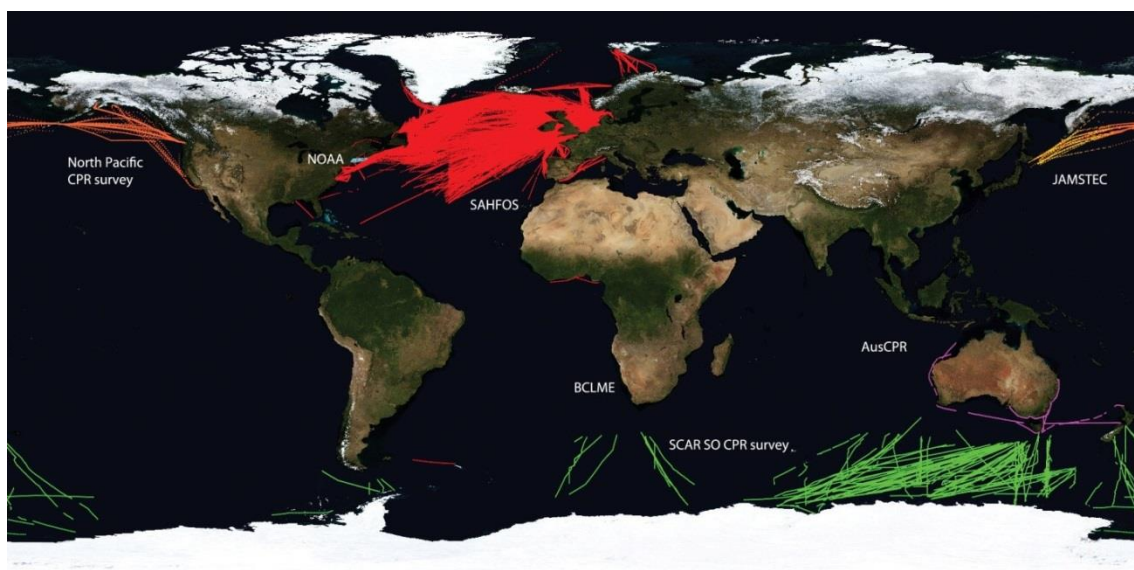 North Pacific
CPR survey
NOAA
SAHFOS
JAMSTEC
AusCPR
BCLME
SCAR SO CPR survey